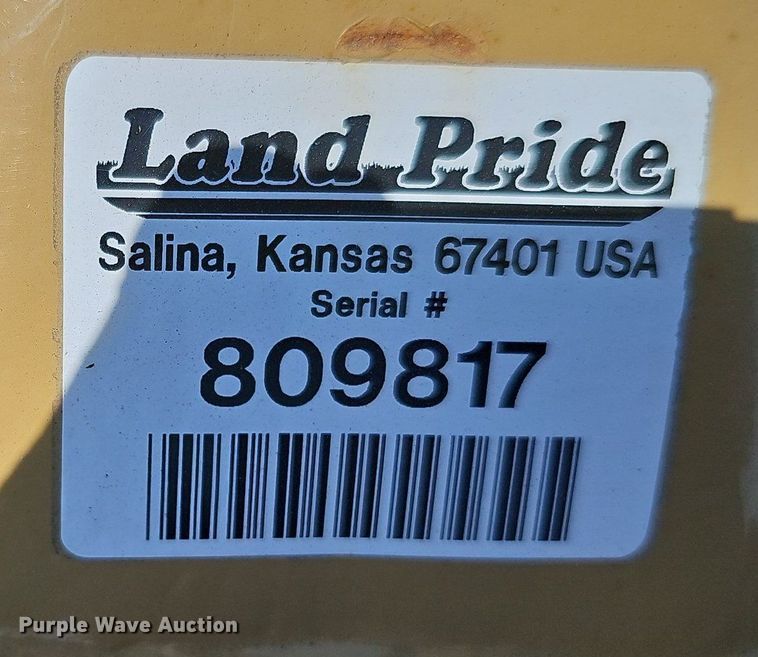 Land Pride
Salina, Kansas 67401 USA
Serial #
809817
Purple Wave Auction